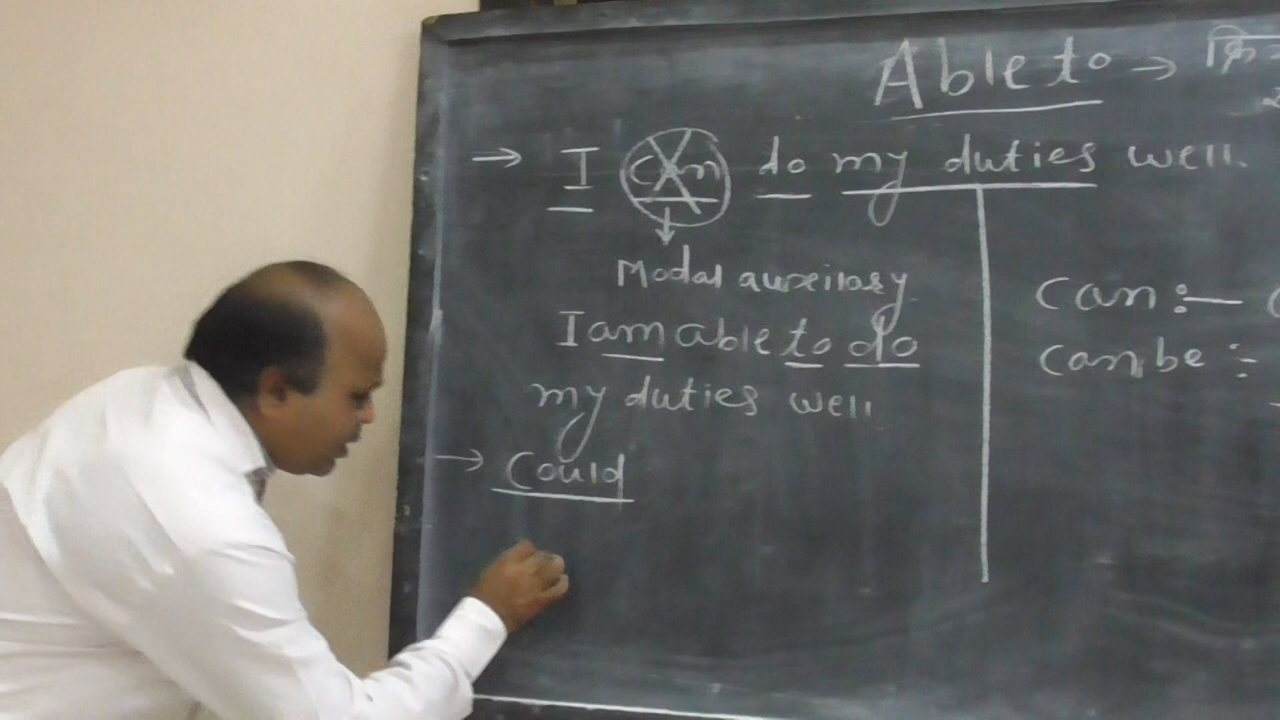 Able to →
→ I can do my duties well.
↓
Modal auxeilary
I am able to do
my duties well
→ Could
Can :–
Can be :-